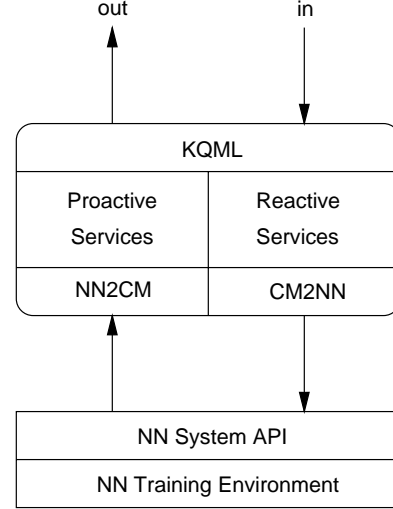 out in
KQML
Proactive Reactive
Services Services
NN2CM CM2NN
NN System API
NN Training Environment